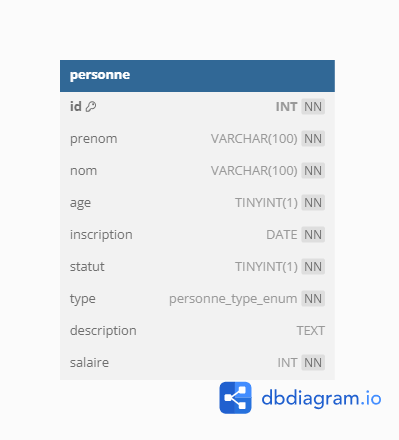 personne
id INT NN
prenom VARCHAR(100) NN
nom VARCHAR(100) NN
age TINYINT(1) NN
inscription DATE NN
statut TINYINT(1) NN
type personne_type_enum NN
description TEXT
salaire INT NN
dbdiagram.io